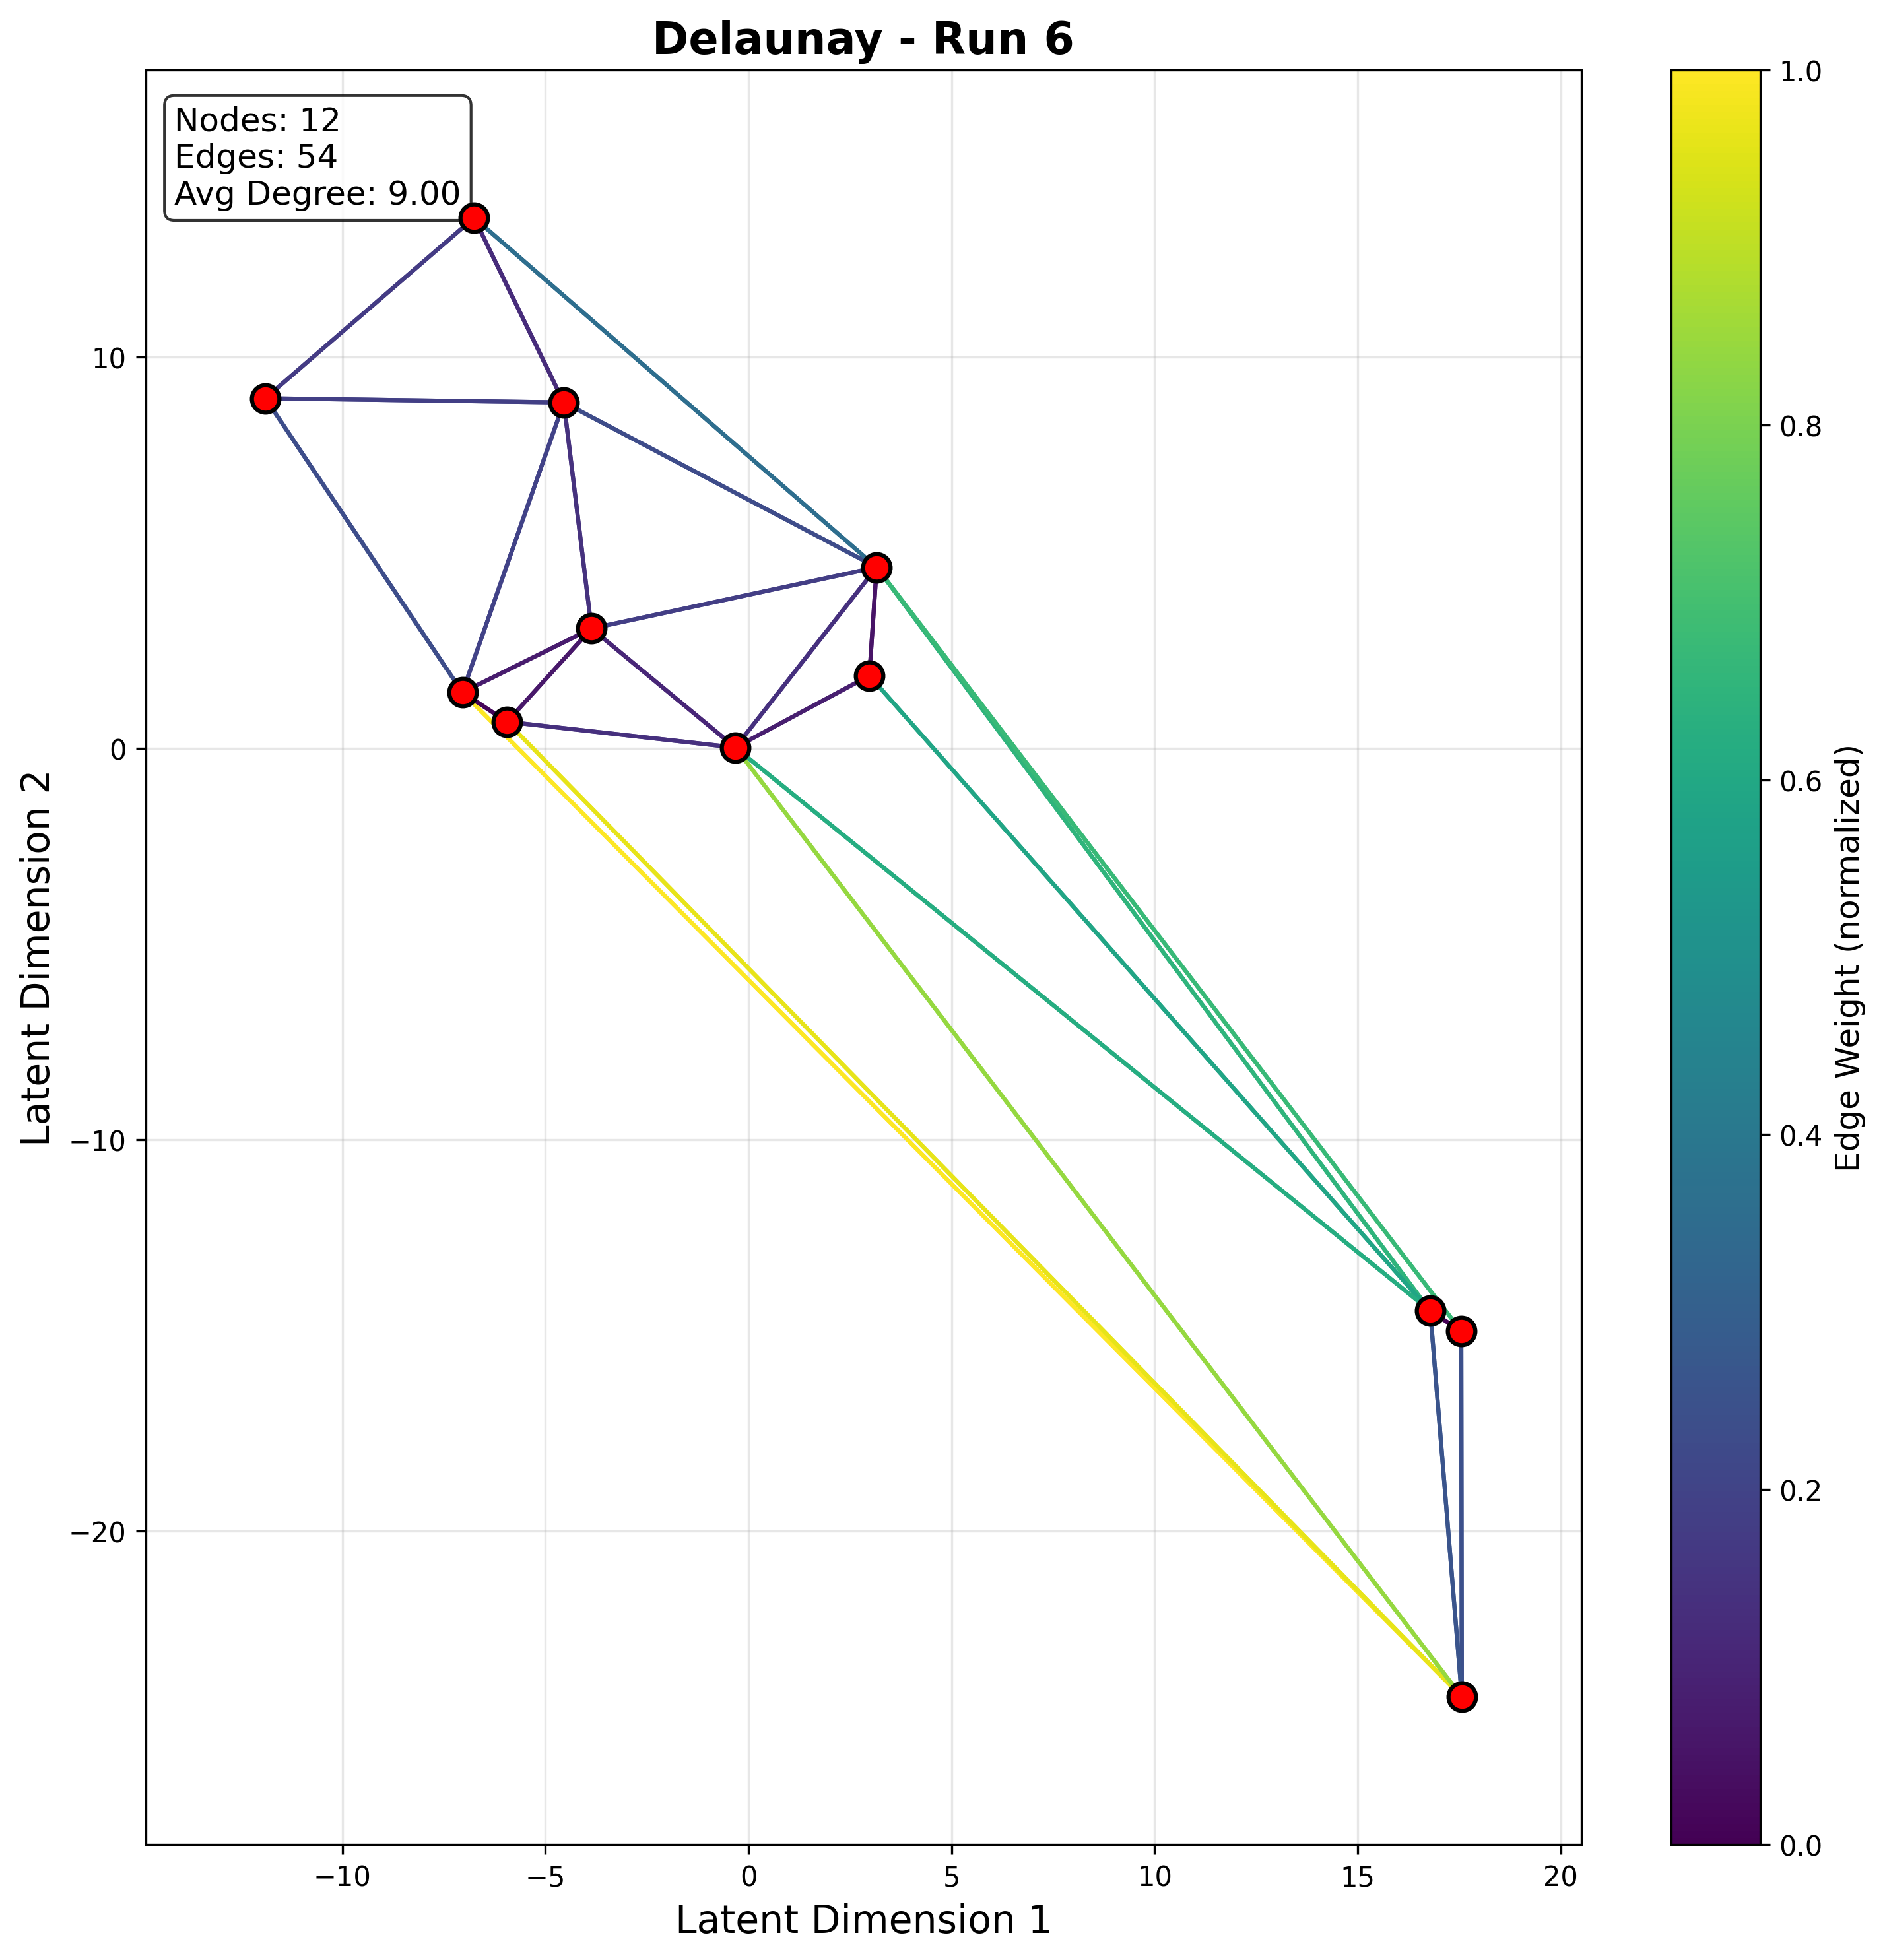 Delaunay - Run 6
Nodes: 12
Edges: 54
Avg Degree: 9.00
10
0
−10
−20
Latent Dimension 2
−10
−5
0
5
10
15
20
Latent Dimension 1
1.0
0.8
0.6
0.4
0.2
0.0
Edge Weight (normalized)